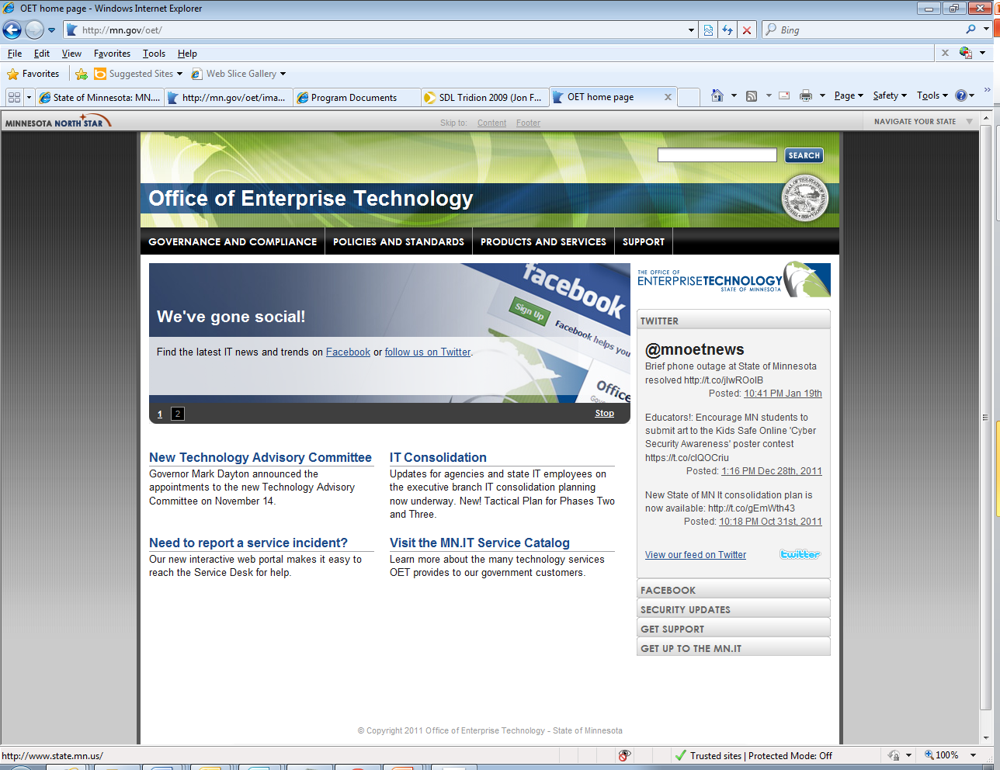 OET home page - Windows Internet Explorer
http://mn.gov/oet/
Bing
File Edit View Favorites Tools Help
Favorites Suggested Sites Web Slice Gallery
State of Minnesota: MN.... http://mn.gov/oet/ima... Program Documents SDL Tridion 2009 (Jon F... OET home page Page Safety Tools
MINNESOTA NORTH STAR Skip to: Content Footer NAVIGATE YOUR STATE
SEARCH
Office of Enterprise Technology
GOVERNANCE AND COMPLIANCE POLICIES AND STANDARDS PRODUCTS AND SERVICES SUPPORT
facebook
Sign Up
Facebook helps you
We've gone social!
Find the latest IT news and trends on Facebook or follow us on Twitter.
Office
1 2 Stop
THE OFFICE OF
ENTERPRISETECHNOLOGY
STATE OF MINNESOTA
TWITTER
@mnoetnews
Brief phone outage at State of Minnesota
resolved http://t.co/jIwROoIB
Posted: 10:41 PM Jan 19th
Educators!: Encourage MN students to
submit art to the Kids Safe Online 'Cyber
Security Awareness' poster contest
https://t.co/clQOCriu
Posted: 1:16 PM Dec 28th, 2011
New State of MN It consolidation plan is
now available: http://t.co/gEmWth43
Posted: 10:18 PM Oct 31st, 2011
View our feed on Twitter twitter
FACEBOOK
SECURITY UPDATES
GET SUPPORT
GET UP TO THE MN.IT
New Technology Advisory Committee
Governor Mark Dayton announced the
appointments to the new Technology Advisory
Committee on November 14.
IT Consolidation
Updates for agencies and state IT employees on
the executive branch IT consolidation planning
now underway. New! Tactical Plan for Phases Two
and Three.
Need to report a service incident?
Our new interactive web portal makes it easy to
reach the Service Desk for help.
Visit the MN.IT Service Catalog
Learn more about the many technology services
OET provides to our government customers.
© Copyright 2011 Office of Enterprise Technology - State of Minnesota
http://www.state.mn.us/ Trusted sites | Protected Mode: Off 100%